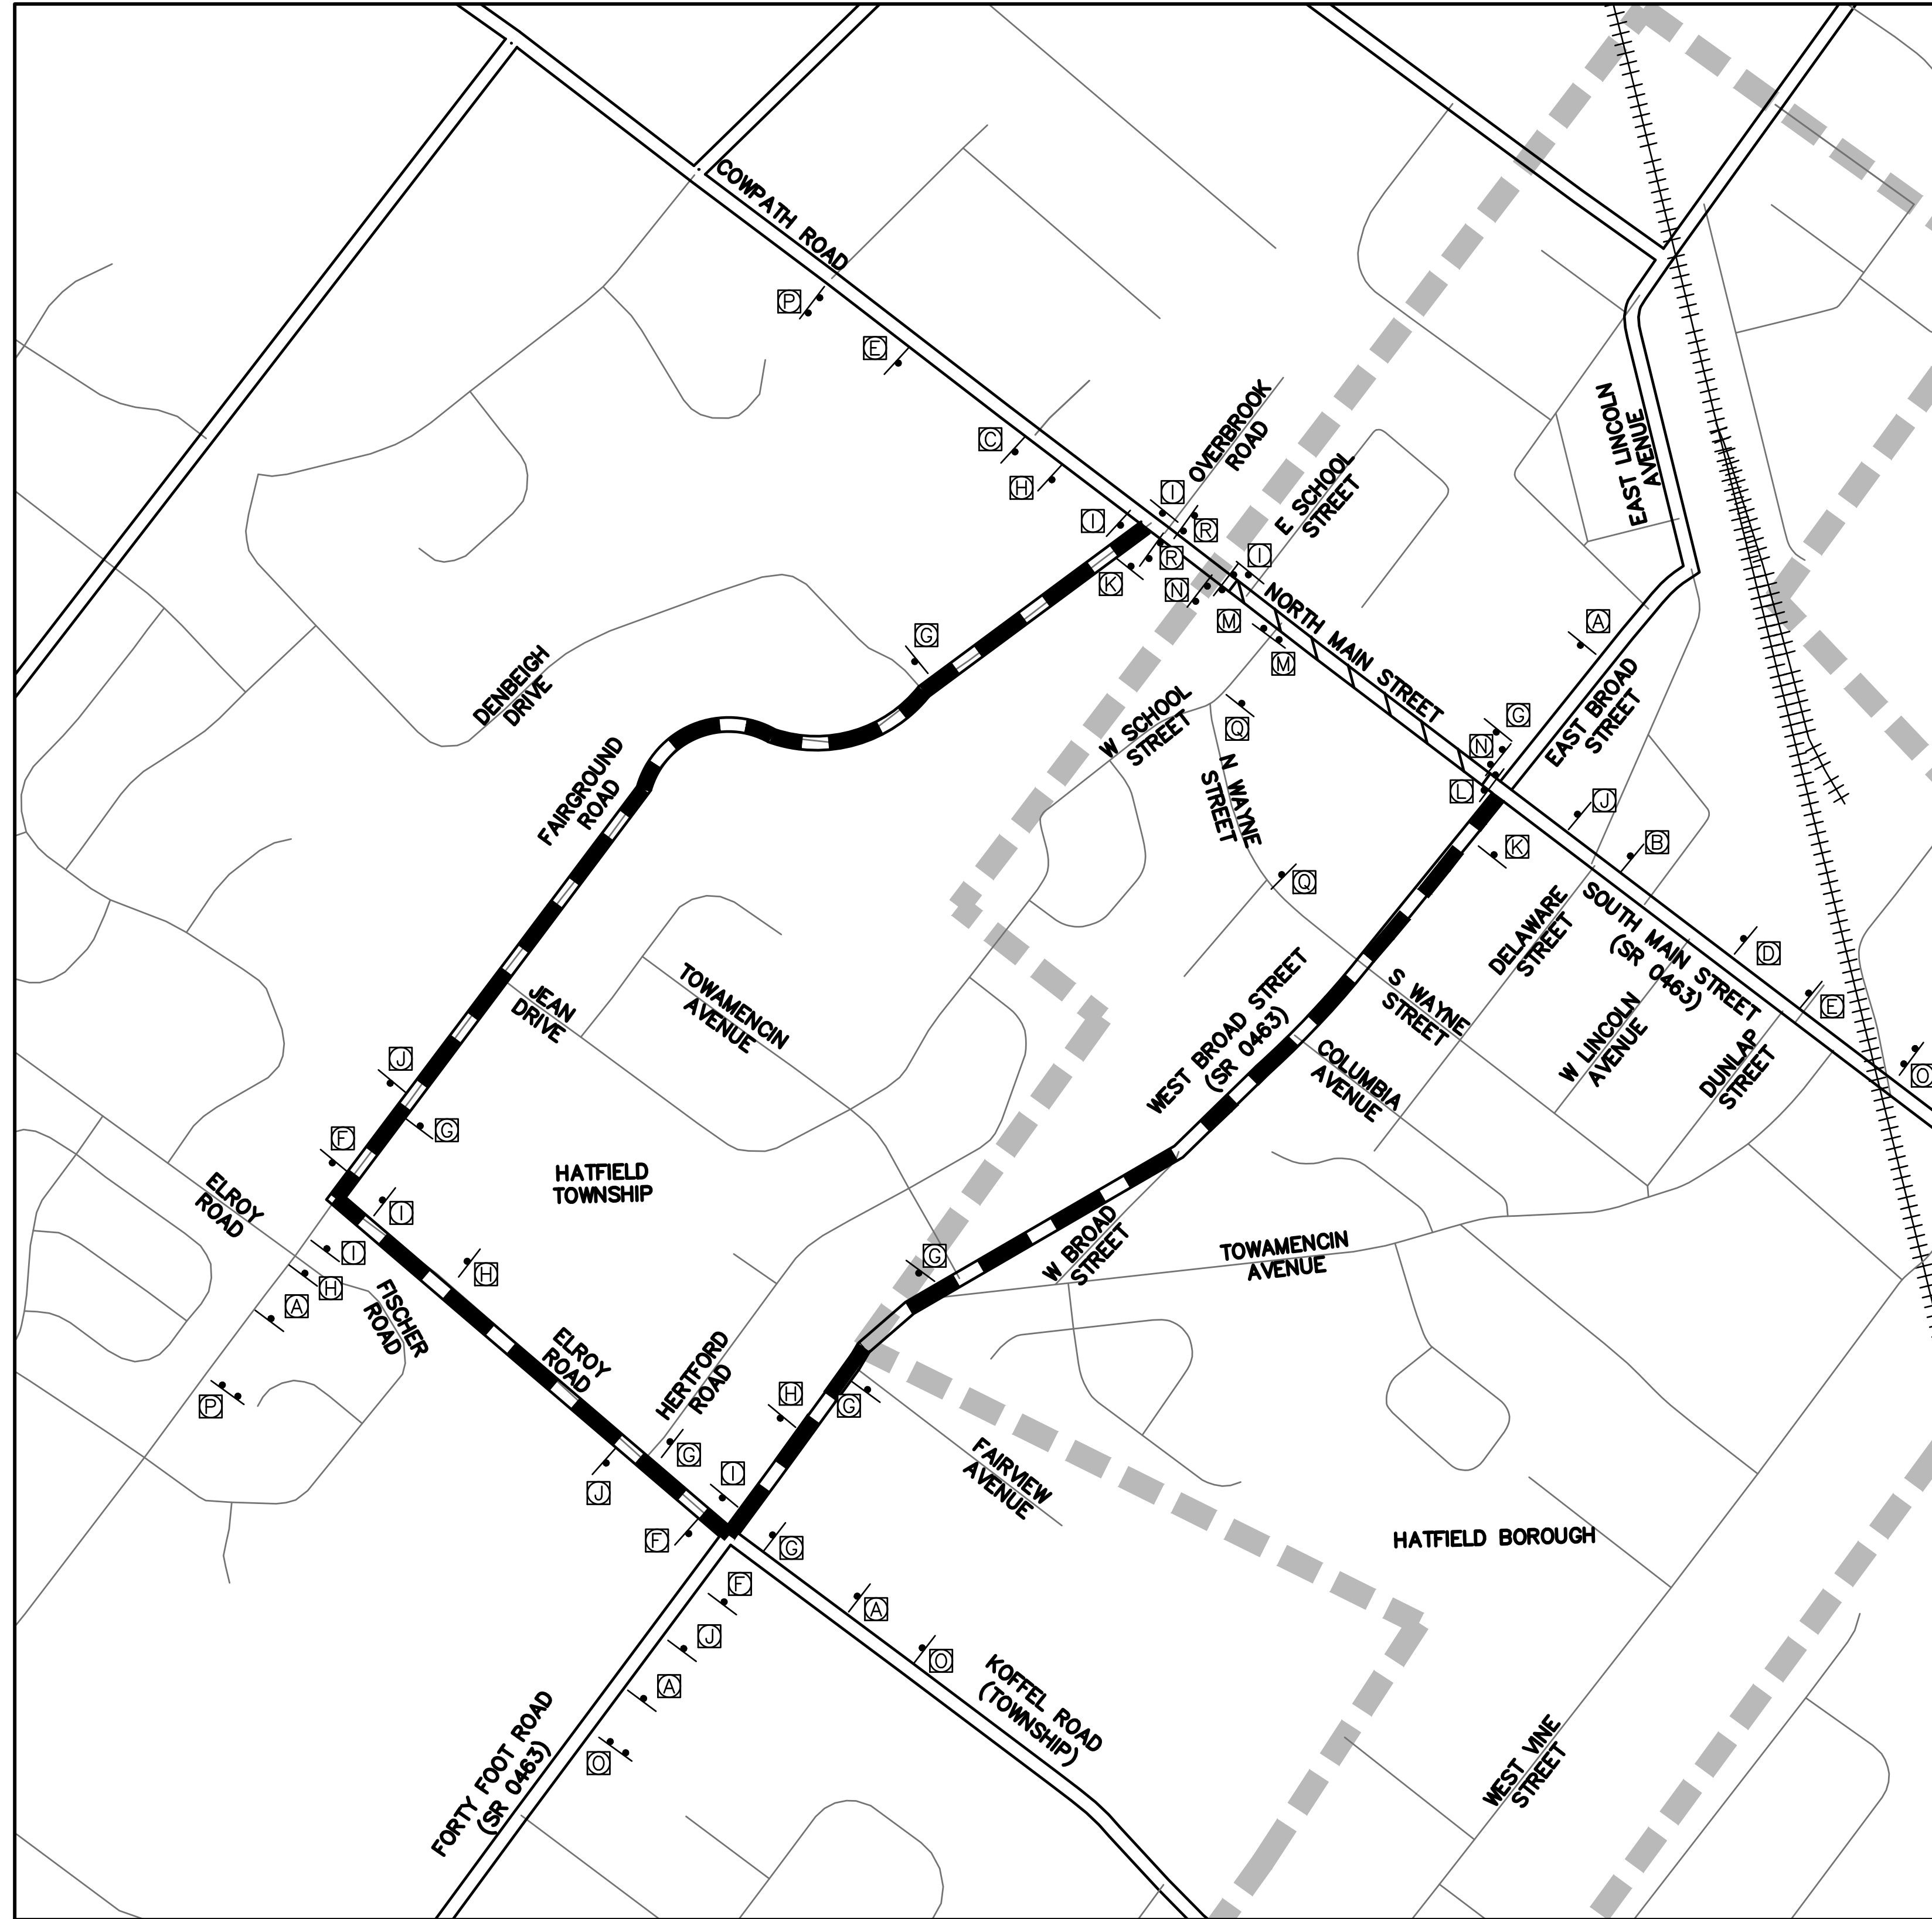 COWPATH ROAD
P
E
OVERBROOK
ROAD
EAST LINCOLN
AVENUE
C
H
E SCHOOL
STREET
I
I
R
R
K
I
N
M
M
NORTH MAIN STREET
A
G
DENBEIGH
DRIVE
W SCHOOL
STREET
Q
EAST BROAD
STREET
G
N
L
FAIRGROUND
ROAD
N WAYNE
STREET
J
B
K
Q
DELAWARE
STREET
SOUTH MAIN STREET
(SR 0463)
D
E
O
JEAN
DRIVE
TOWAMENCIN
AVENUE
WEST BROAD STREET
(SR 0463)
S WAYNE
STREET
W LINCOLN
AVENUE
DUNLAP
STREET
J
G
COLUMBIA
AVENUE
F
HATFIELD
TOWNSHIP
ELROY
ROAD
I
I
H
H
A
G
W BROAD
STREET
TOWAMENCIN
AVENUE
FISCHER
ROAD
ELROY
ROAD
HERTFORD
ROAD
P
H
G
FAIRVIEW
AVENUE
G
I
J
F
G
HATFIELD BOROUGH
F
A
J
O
A
O
KOFFEL ROAD
(TOWNSHIP)
FORTY FOOT ROAD
(SR 0463)
WEST VINE
STREET